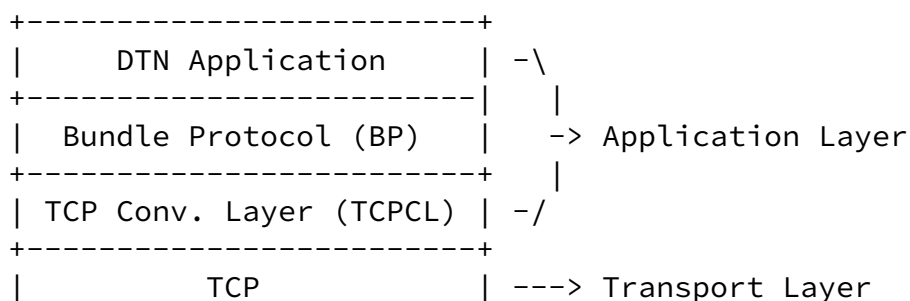 +-------------------------+
|     DTN Application     | -\
+-------------------------|   |
|  Bundle Protocol (BP)   |   -> Application Layer
+-------------------------+   |
| TCP Conv. Layer (TCPCL) | -/
+-------------------------+
|          TCP            | ---> Transport Layer